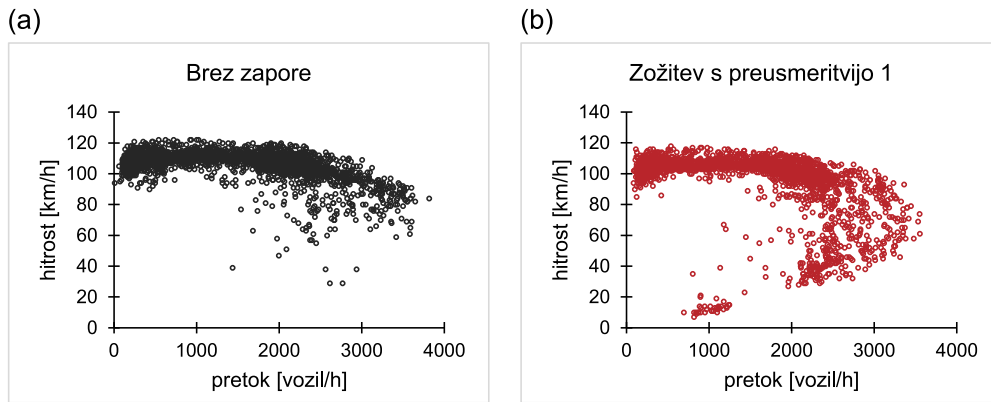 (a)
Brez zapore
hitrost [km/h]
140
120
100
80
60
40
20
0
0 1000 2000 3000 4000
pretok [vozil/h]
(b)
Zožitev s preusmeritvijo 1
hitrost [km/h]
140
120
100
80
60
40
20
0
0 1000 2000 3000 4000
pretok [vozil/h]